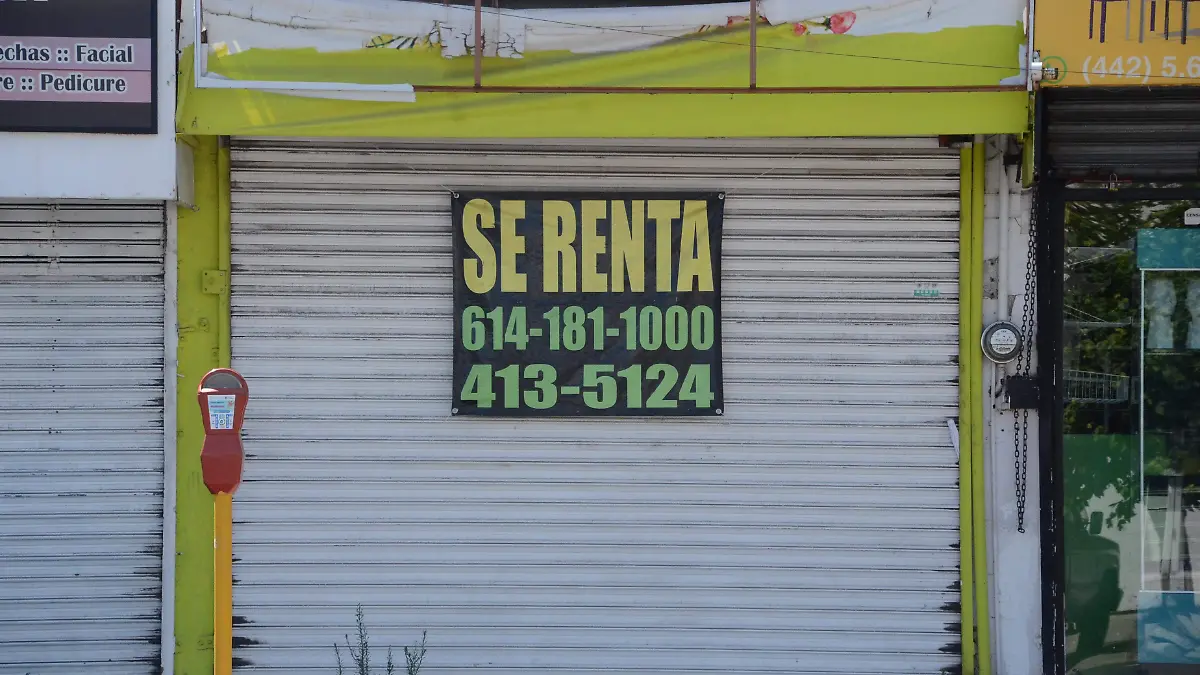 echas :: Facial
re :: Pedicure
(442) 5.6
SE RENTA
614-181-1000
413-5124